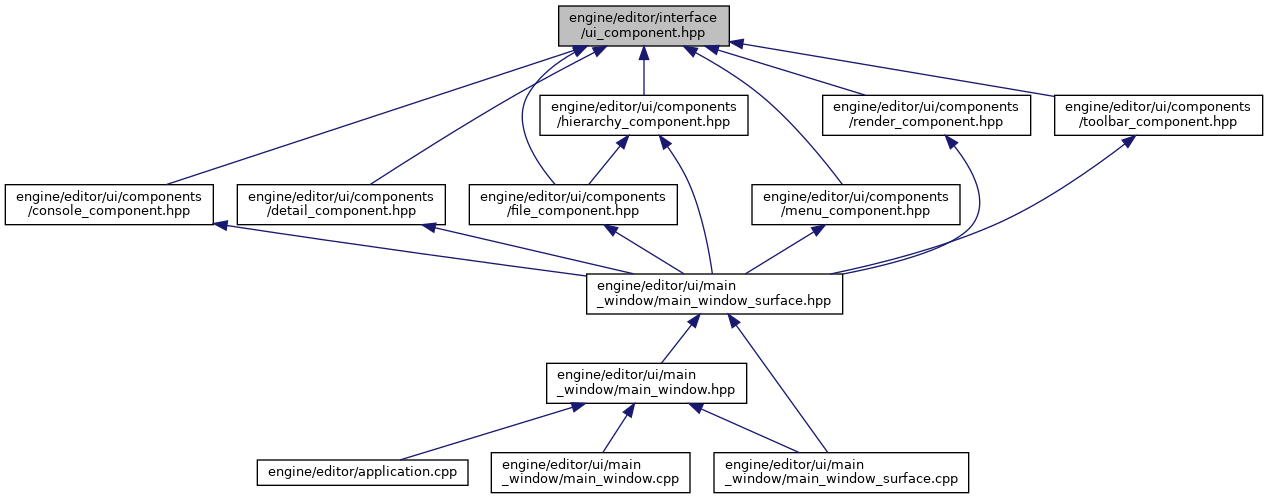 engine/editor/interface
/ui_component.hpp
engine/editor/ui/components
/hierarchy_component.hpp
engine/editor/ui/components
/render_component.hpp
engine/editor/ui/components
/toolbar_component.hpp
engine/editor/ui/components
/console_component.hpp
engine/editor/ui/components
/detail_component.hpp
engine/editor/ui/components
/file_component.hpp
engine/editor/ui/components
/menu_component.hpp
engine/editor/ui/main
_window/main_window_surface.hpp
engine/editor/ui/main
_window/main_window.hpp
engine/editor/application.cpp
engine/editor/ui/main
_window/main_window.cpp
engine/editor/ui/main
_window/main_window_surface.cpp